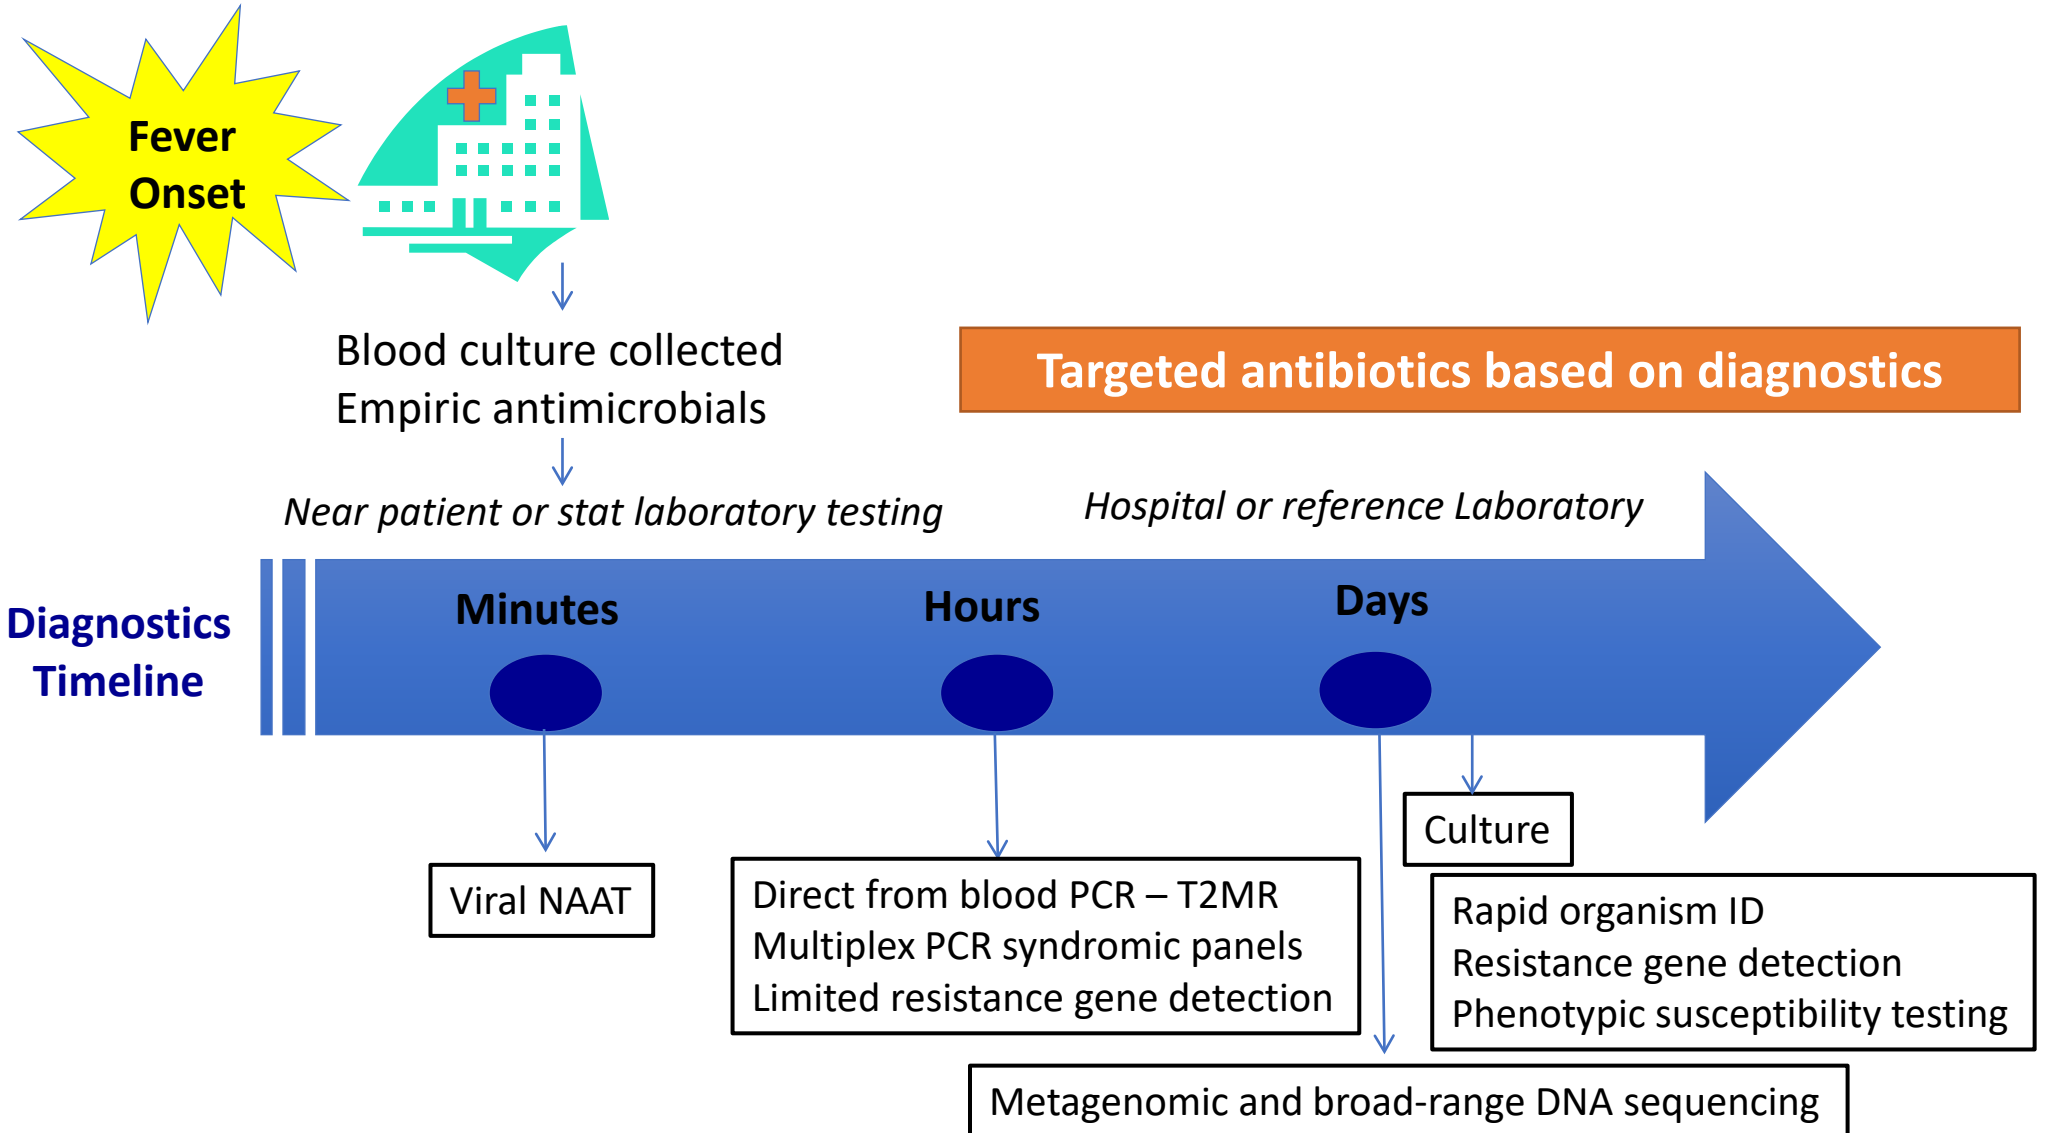 Fever
Onset
Blood culture collected
Empiric antimicrobials
Targeted antibiotics based on diagnostics
Near patient or stat laboratory testing
Hospital or reference Laboratory
Diagnostics
Timeline
Minutes
Hours
Days
Viral NAAT
Direct from blood PCR – T2MR
Multiplex PCR syndromic panels
Limited resistance gene detection
Culture
Rapid organism ID
Resistance gene detection
Phenotypic susceptibility testing
Metagenomic and broad-range DNA sequencing